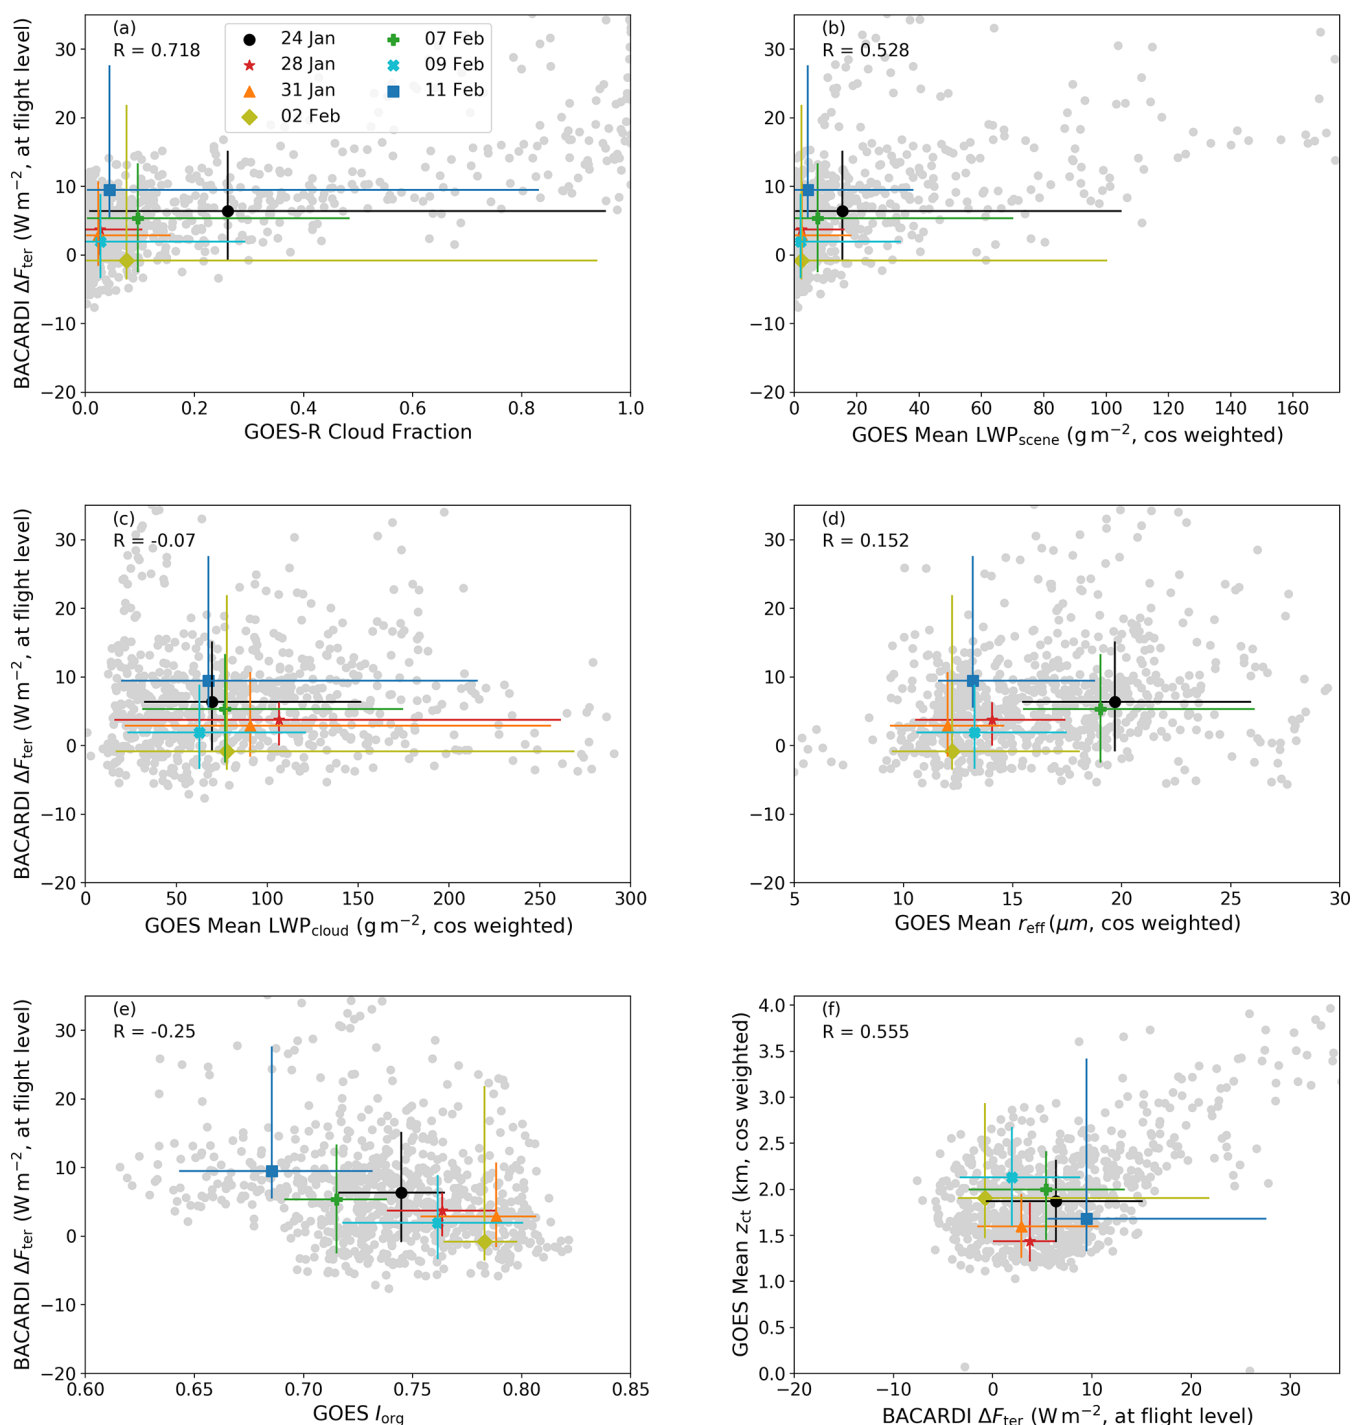 (a)
R = 0.718
24 Jan
28 Jan
31 Jan
02 Feb
07 Feb
09 Feb
11 Feb
30
20
10
0
−10
−20
BACARDI ΔF_ter (W m⁻², at flight level)
0.0 0.2 0.4 0.6 0.8 1.0
GOES-R Cloud Fraction
(b)
R = 0.528
30
20
10
0
−10
−20
0 20 40 60 80 100 120 140 160
GOES Mean LWP_scene (g m⁻², cos weighted)
(c)
R = -0.07
30
20
10
0
−10
−20
BACARDI ΔF_ter (W m⁻², at flight level)
0 50 100 150 200 250 300
GOES Mean LWP_cloud (g m⁻², cos weighted)
(d)
R = 0.152
30
20
10
0
−10
−20
5 10 15 20 25 30
GOES Mean r_eff (μm, cos weighted)
(e)
R = -0.25
30
20
10
0
−10
−20
BACARDI ΔF_ter (W m⁻², at flight level)
0.60 0.65 0.70 0.75 0.80 0.85
GOES I_org
(f)
R = 0.555
4.0
3.5
3.0
2.5
2.0
1.5
1.0
0.5
0.0
GOES Mean z_ct (km, cos weighted)
−20 −10 0 10 20 30
BACARDI ΔF_ter (W m⁻², at flight level)